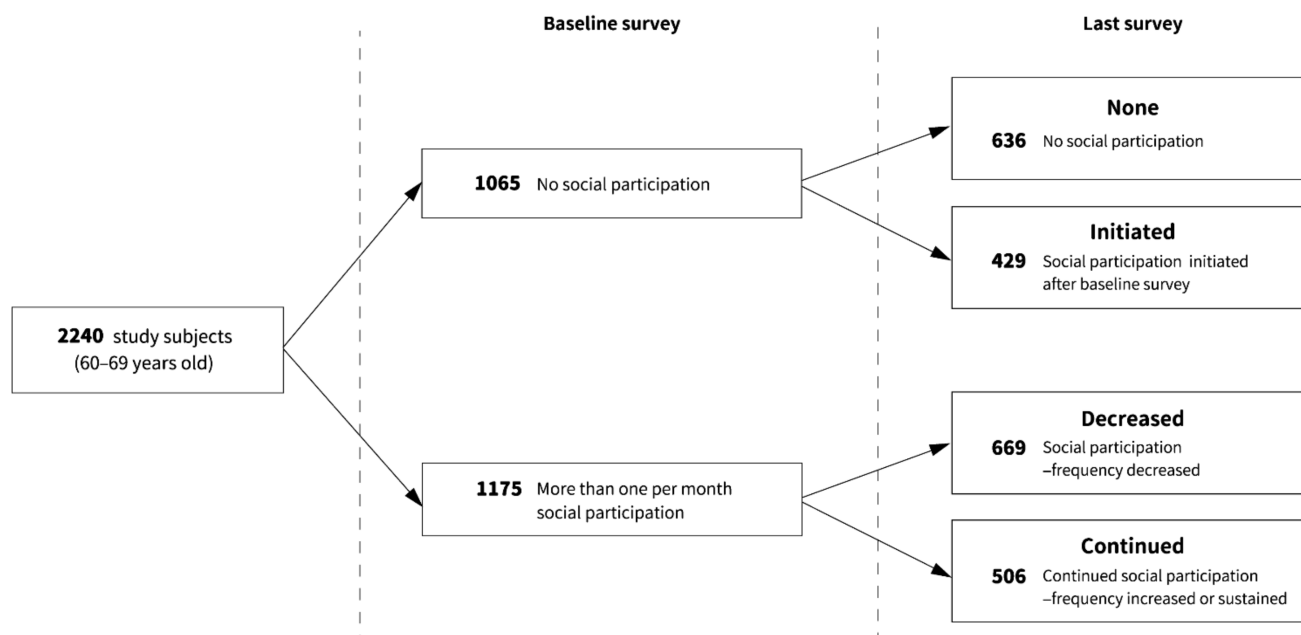 Baseline survey
Last survey
2240 study subjects
(60–69 years old)
1065 No social participation
1175 More than one per month
social participation
None
636 No social participation
Initiated
429 Social participation initiated
after baseline survey
Decreased
669 Social participation
–frequency decreased
Continued
506 Continued social participation
–frequency increased or sustained